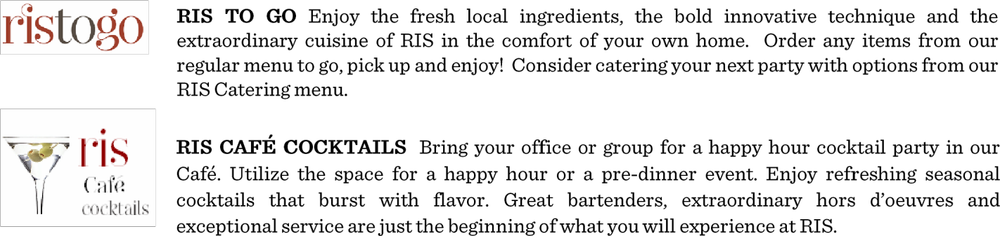 ristogo
RIS TO GO Enjoy the fresh local ingredients, the bold innovative technique and the
extraordinary cuisine of RIS in the comfort of your own home. Order any items from our
regular menu to go, pick up and enjoy! Consider catering your next party with options from our
RIS Catering menu.
ris
Café
cocktails
RIS CAFÉ COCKTAILS Bring your office or group for a happy hour cocktail party in our
Café. Utilize the space for a happy hour or a pre-dinner event. Enjoy refreshing seasonal
cocktails that burst with flavor. Great bartenders, extraordinary hors d’oeuvres and
exceptional service are just the beginning of what you will experience at RIS.